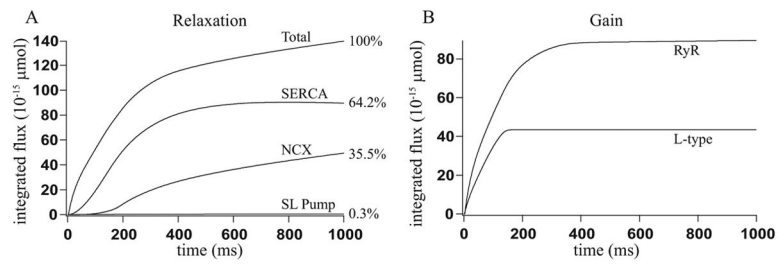 A
Relaxation
integrated flux (10⁻¹⁵ μmol)
140
120
100
80
60
40
20
0
Total
100%
SERCA
64.2%
NCX
35.5%
SL Pump
0.3%
0 200 400 600 800 1000
time (ms)
B
Gain
integrated flux (10⁻¹⁵ μmol)
80
60
40
20
0
RyR
L-type
0 200 400 600 800 1000
time (ms)